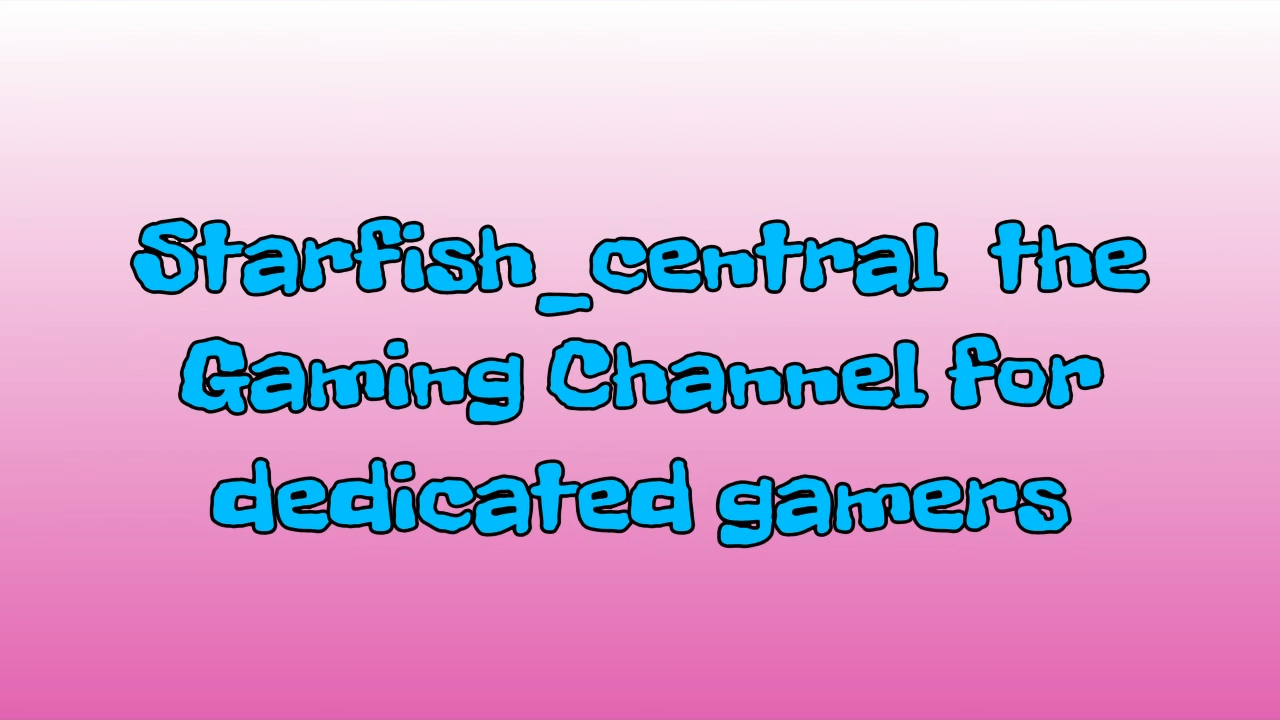 Starfish_central  the
Gaming Channel for
dedicated gamers